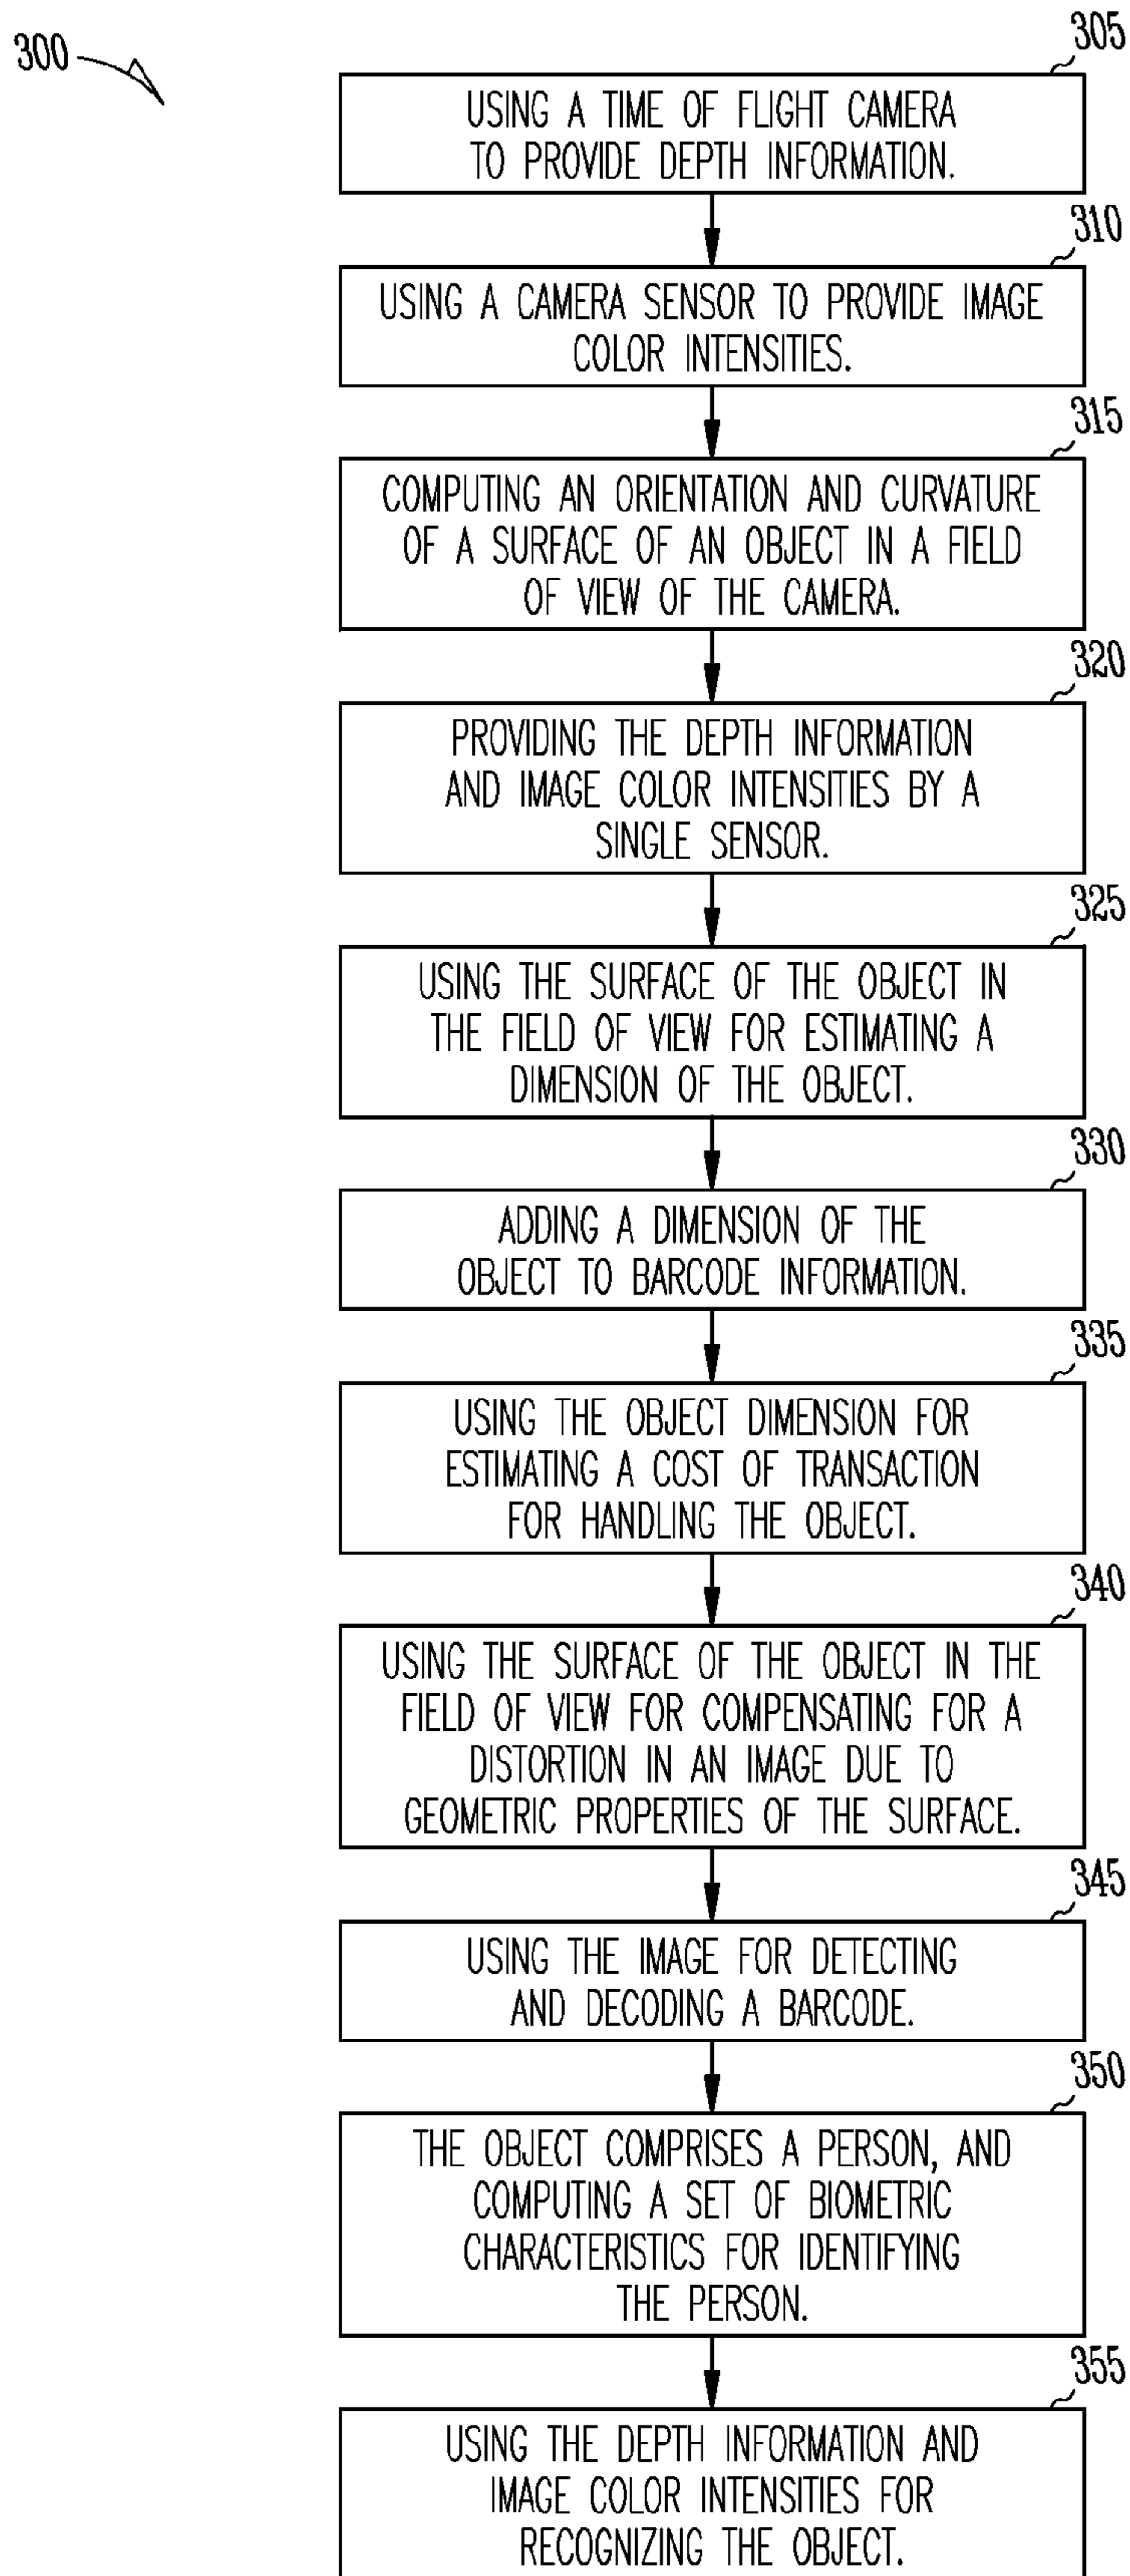 300
305
USING A TIME OF FLIGHT CAMERA
TO PROVIDE DEPTH INFORMATION.
310
USING A CAMERA SENSOR TO PROVIDE IMAGE
COLOR INTENSITIES.
315
COMPUTING AN ORIENTATION AND CURVATURE
OF A SURFACE OF AN OBJECT IN A FIELD
OF VIEW OF THE CAMERA.
320
PROVIDING THE DEPTH INFORMATION
AND IMAGE COLOR INTENSITIES BY A
SINGLE SENSOR.
325
USING THE SURFACE OF THE OBJECT IN
THE FIELD OF VIEW FOR ESTIMATING A
DIMENSION OF THE OBJECT.
330
ADDING A DIMENSION OF THE
OBJECT TO BARCODE INFORMATION.
335
USING THE OBJECT DIMENSION FOR
ESTIMATING A COST OF TRANSACTION
FOR HANDLING THE OBJECT.
340
USING THE SURFACE OF THE OBJECT IN THE
FIELD OF VIEW FOR COMPENSATING FOR A
DISTORTION IN AN IMAGE DUE TO
GEOMETRIC PROPERTIES OF THE SURFACE.
345
USING THE IMAGE FOR DETECTING
AND DECODING A BARCODE.
350
THE OBJECT COMPRISES A PERSON, AND
COMPUTING A SET OF BIOMETRIC
CHARACTERISTICS FOR IDENTIFYING
THE PERSON.
355
USING THE DEPTH INFORMATION AND
IMAGE COLOR INTENSITIES FOR
RECOGNIZING THE OBJECT.